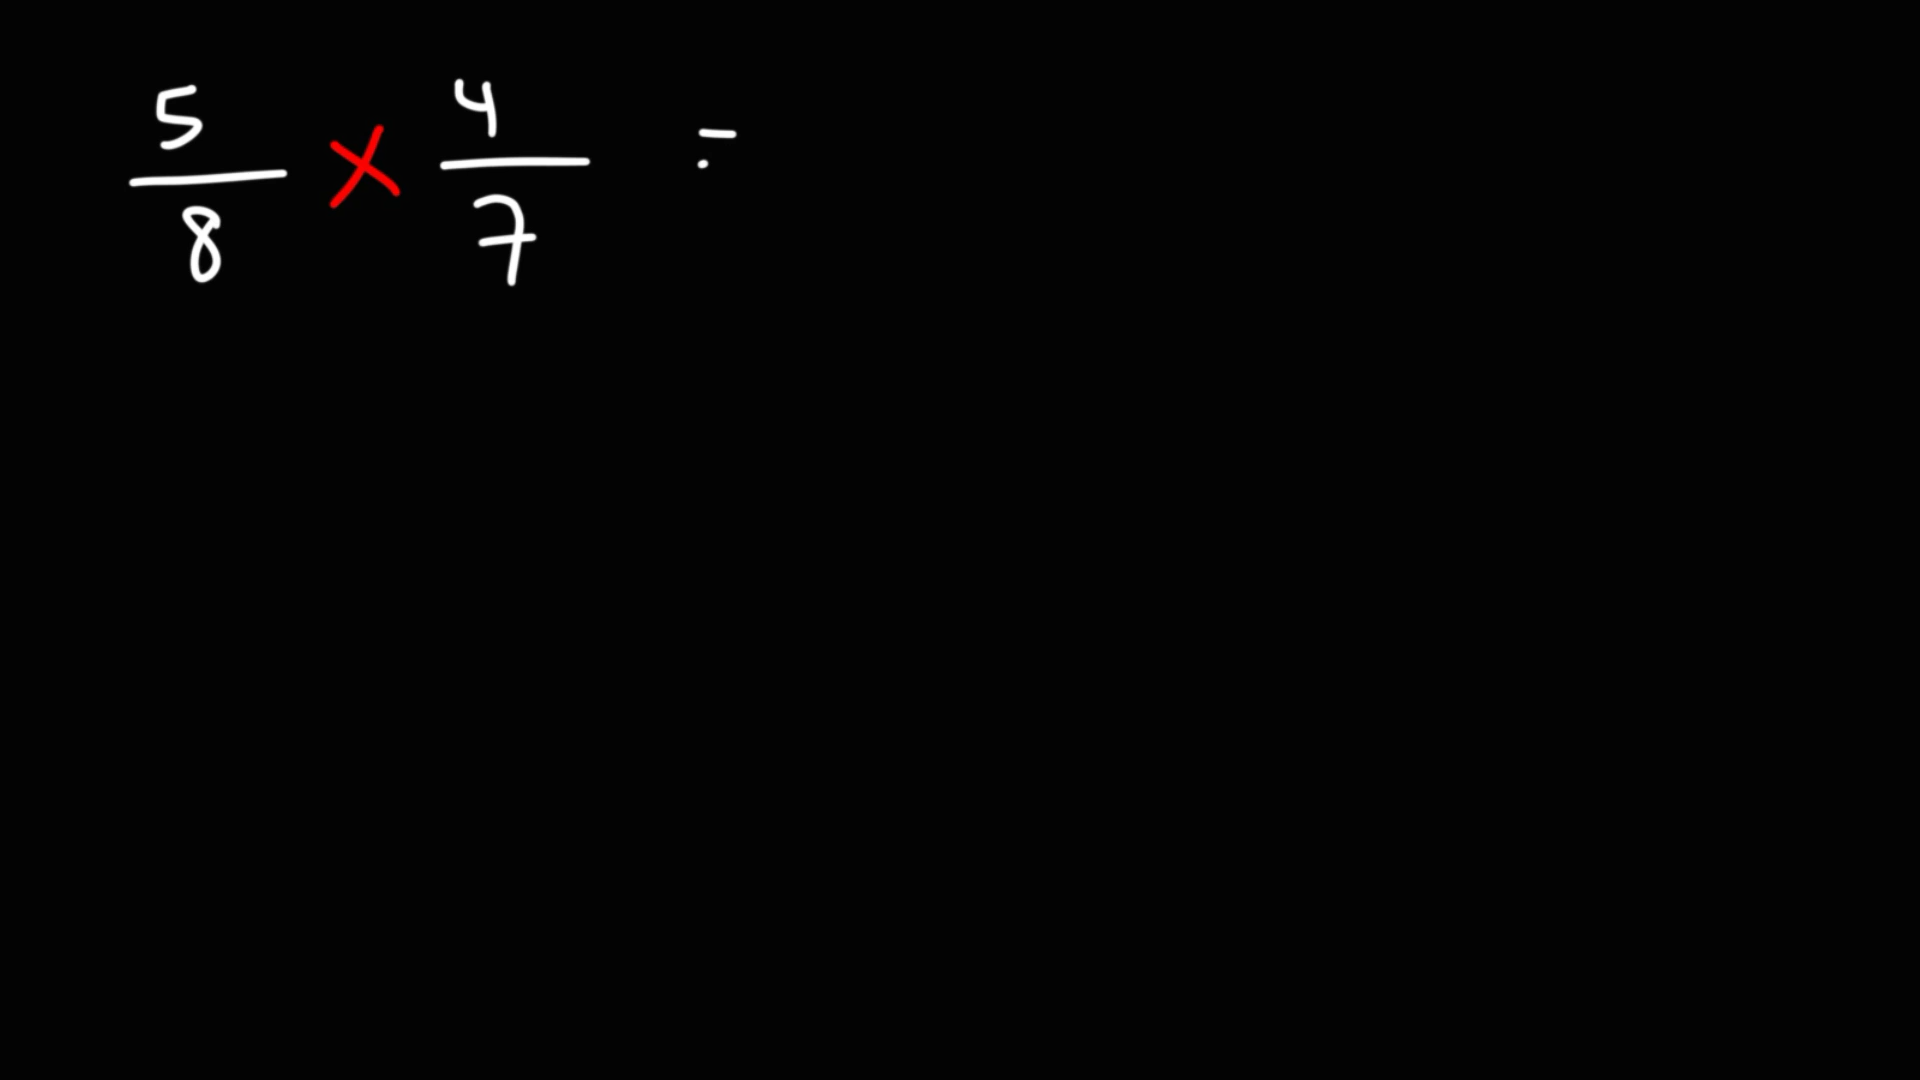 5/8 × 4/7 =